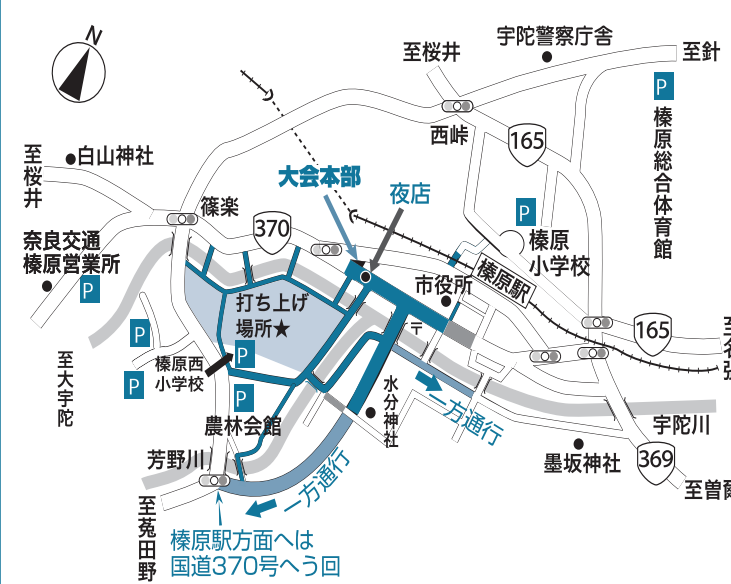 N
至桜井
宇陀警察庁舎
至針
P
榛原総合体育館
西峠
165
至桜井
白山神社
大会本部
夜店
篠楽
370
P
榛原
小学校
奈良交通
榛原営業所
P
榛原駅
市役所
打ち上げ
場所★
P
〒
165
P
至大宇陀
榛原西
小学校
P
P
農林会館
水分神社
一方通行
宇陀川
芳野川
墨坂神社
369
一方通行
至菟田野
榛原駅方面へは
国道370号へう回